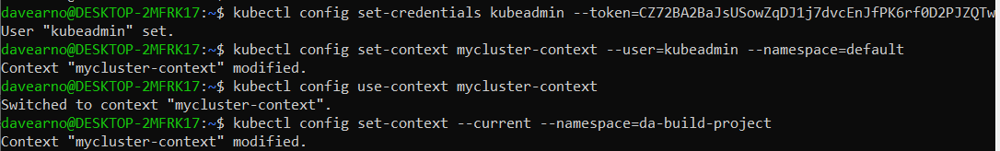 davearno@DESKTOP-2MFRK17:~$ kubectl config set-credentials kubeadmin --token=CZ72BA2BaJsUSowZqDJ1j7dvcEnJfPK6rf0D2PJZQTw
User "kubeadmin" set.
davearno@DESKTOP-2MFRK17:~$ kubectl config set-context mycluster-context --user=kubeadmin --namespace=default
Context "mycluster-context" modified.
davearno@DESKTOP-2MFRK17:~$ kubectl config use-context mycluster-context
Switched to context "mycluster-context".
davearno@DESKTOP-2MFRK17:~$ kubectl config set-context --current --namespace=da-build-project
Context "mycluster-context" modified.